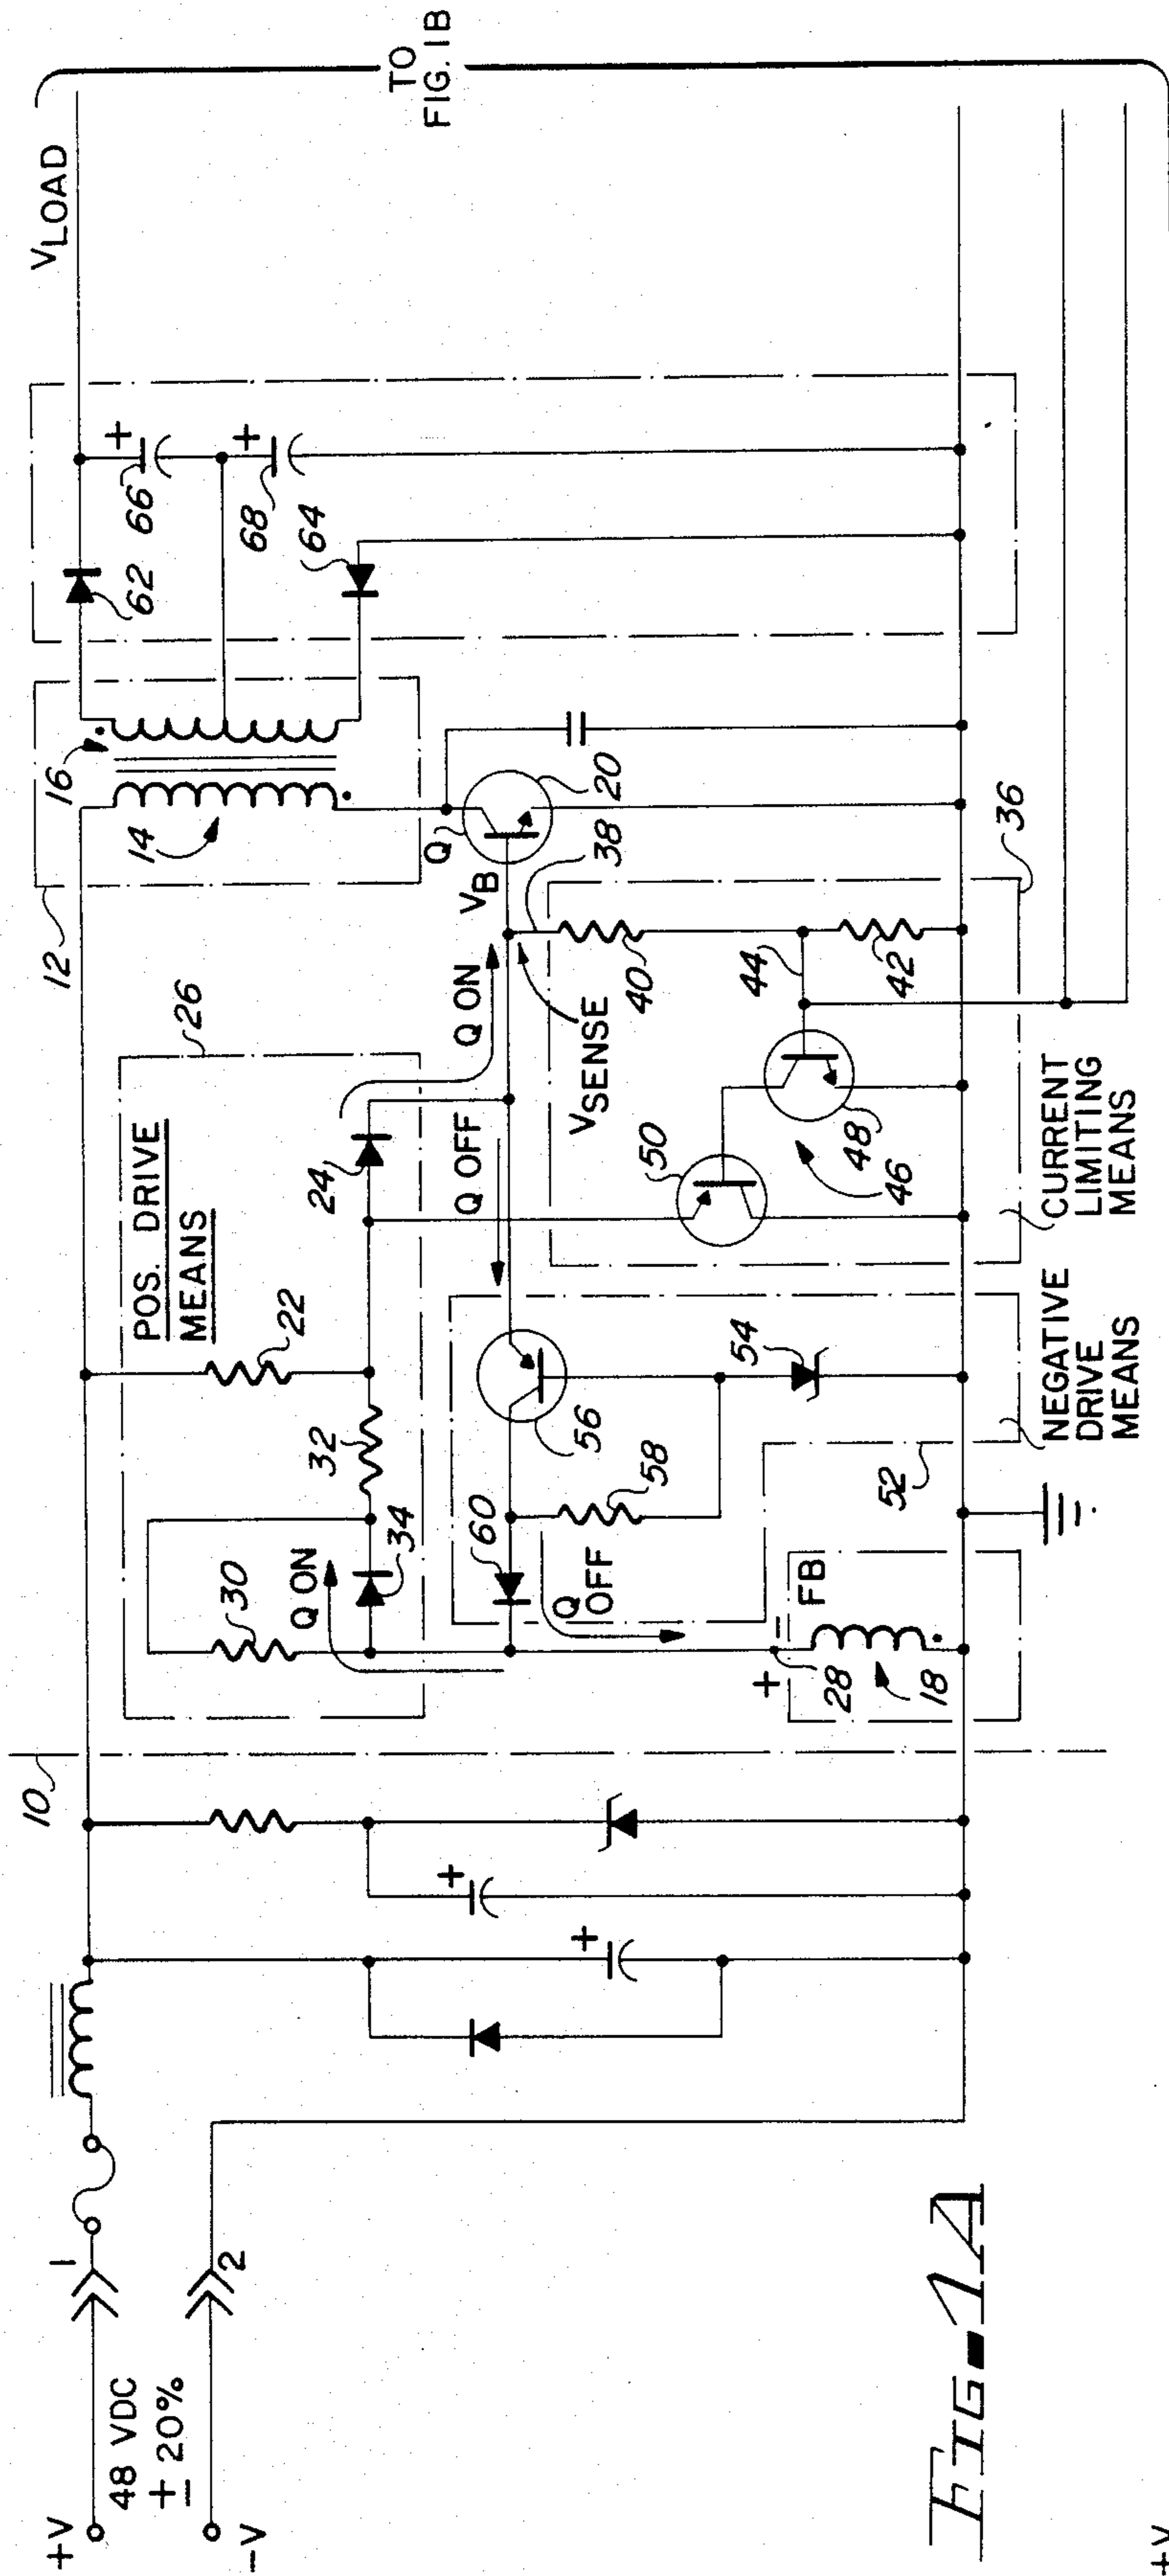 +V
48 VDC
± 20%
-V
1
2
10
POS. DRIVE
MEANS
26
30
Q ON
34
32
22
24
Q ON
Q OFF
60
58
56
54
Q
OFF
+
-
28
FB
18
52
NEGATIVE
DRIVE
MEANS
50
VSENSE
46
48
44
40
42
38
36
CURRENT
LIMITING
MEANS
VB
Q
20
12
14
16
62
64
66
+
68
+
+
+
VLOAD
TO
FIG. 1B
FIG-1A
+V